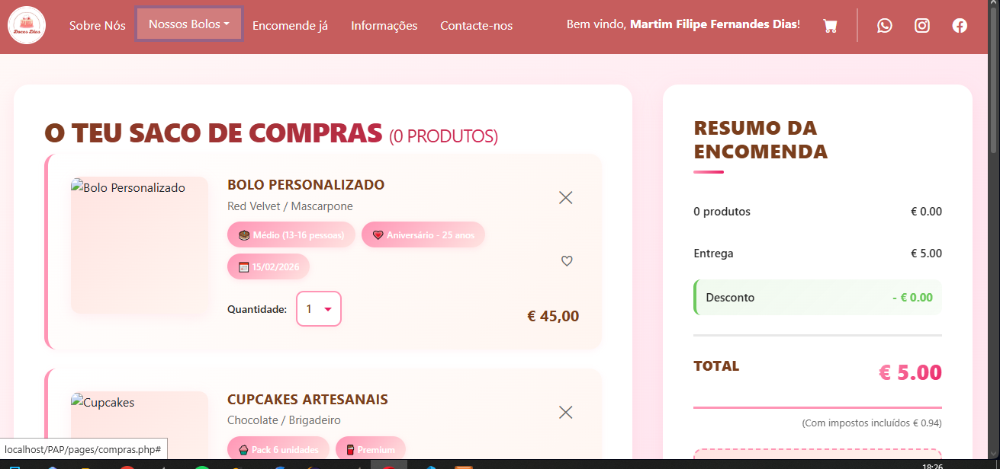 Doces Dias
Sobre Nós
Nossos Bolos
Encomende já
Informações
Contacte-nos
Bem vindo, Martim Filipe Fernandes Dias!
O TEU SACO DE COMPRAS (0 PRODUTOS)
Bolo Personalizado
BOLO PERSONALIZADO
Red Velvet / Mascarpone
Médio (13-16 pessoas)
Aniversário - 25 anos
15/02/2026
Quantidade: 1
€ 45,00
Cupcakes
CUPCAKES ARTESANAIS
Chocolate / Brigadeiro
Pack 6 unidades
Premium
RESUMO DA
ENCOMENDA
0 produtos € 0.00
Entrega € 5.00
Desconto - € 0.00
TOTAL € 5.00
(Com impostos incluídos € 0.94)
localhost/PAP/pages/compras.php#
18:26